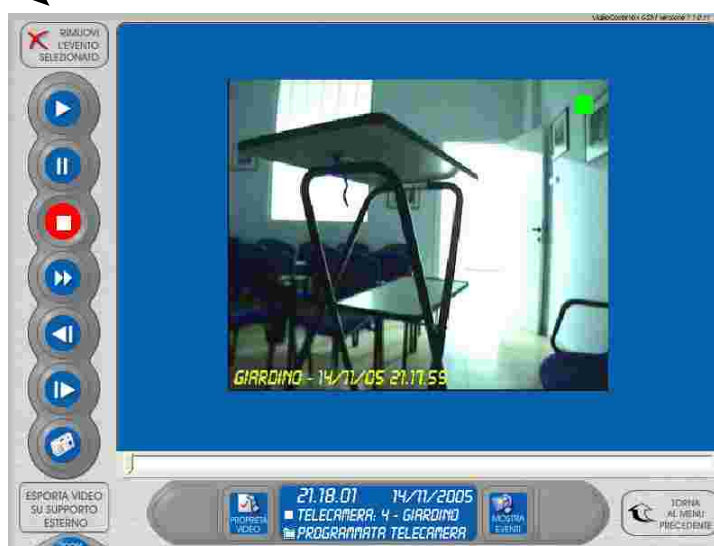 RIMUOVI
L'EVENTO
SELEZIONATO
GIARDINO - 14/11/05 21.17.59
ESPORTA VIDEO
SU SUPPORTO
ESTERNO
ZOOM
PROPRIETÀ
VIDEO
21.18.01 14/11/2005
TELECAMERA: 4 - GIARDINO
PROGRAMMATA TELECAMERA
MOSTRA
EVENTI
TORNA
AL MENU
PRECEDENTE